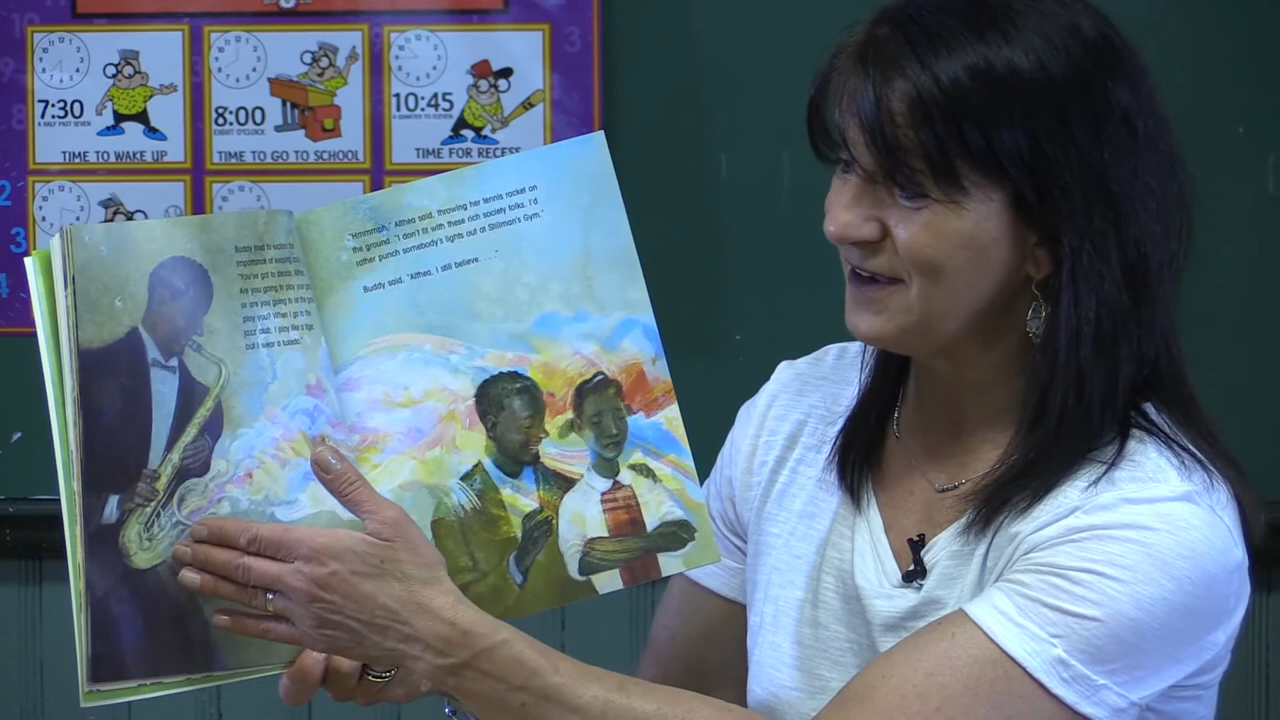 7:30
A HALF PAST SEVEN
TIME TO WAKE UP
8:00
EIGHT O'CLOCK
TIME TO GO TO SCHOOL
10:45
A QUARTER TO ELEVEN
TIME FOR RECESS
2
3
4
Buddy tried to explain the
importance of keeping cool.
"You've got to decide, Althea.
Are you going to play your game,
or are you going to let the game
play you? When I go to the
jazz club, I play like a tiger,
but I wear a tuxedo."
"Hmmmph," Althea said, throwing her tennis racket on
the ground. "I don't fit with these rich society folks. I'd
rather punch somebody's lights out at Stillman's Gym."
Buddy said, "Althea, I still believe. . . ."